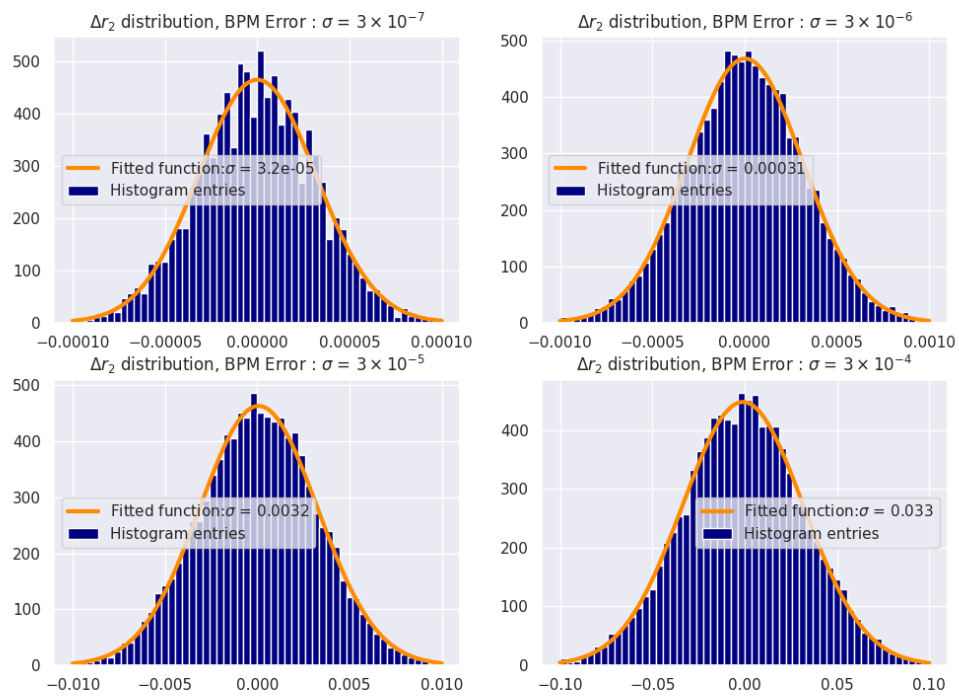 Δr₂ distribution, BPM Error : σ = 3 × 10⁻⁷
500
400
300
200
100
0
Fitted function:σ = 3.2e-05
Histogram entries
−0.00010 −0.00005 0.00000 0.00005 0.00010
Δr₂ distribution, BPM Error : σ = 3 × 10⁻⁶
500
400
300
200
100
0
Fitted function:σ = 0.00031
Histogram entries
−0.0010 −0.0005 0.0000 0.0005 0.0010
Δr₂ distribution, BPM Error : σ = 3 × 10⁻⁵
500
400
300
200
100
0
Fitted function:σ = 0.0032
Histogram entries
−0.010 −0.005 0.000 0.005 0.010
Δr₂ distribution, BPM Error : σ = 3 × 10⁻⁴
400
300
200
100
0
Fitted function:σ = 0.033
Histogram entries
−0.10 −0.05 0.00 0.05 0.10